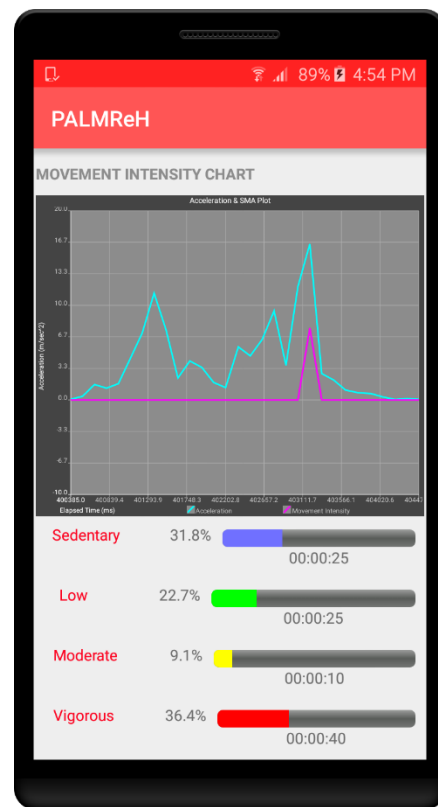 89% 4:54 PM
PALMReH
MOVEMENT INTENSITY CHART
Acceleration & SMA Plot
20.0
16.7
13.3
10.0
6.7
3.3
0.0
-3.3
-6.7
-10.0
Acceleration (m/sec^2)
400385.0 400839.4 401293.9 401748.3 402202.8 402657.2 403111.7 403566.1 404020.6 40447
Elapsed Time (ms) Acceleration Movement Intensity
Sedentary 31.8%
00:00:25
Low 22.7%
00:00:25
Moderate 9.1%
00:00:10
Vigorous 36.4%
00:00:40